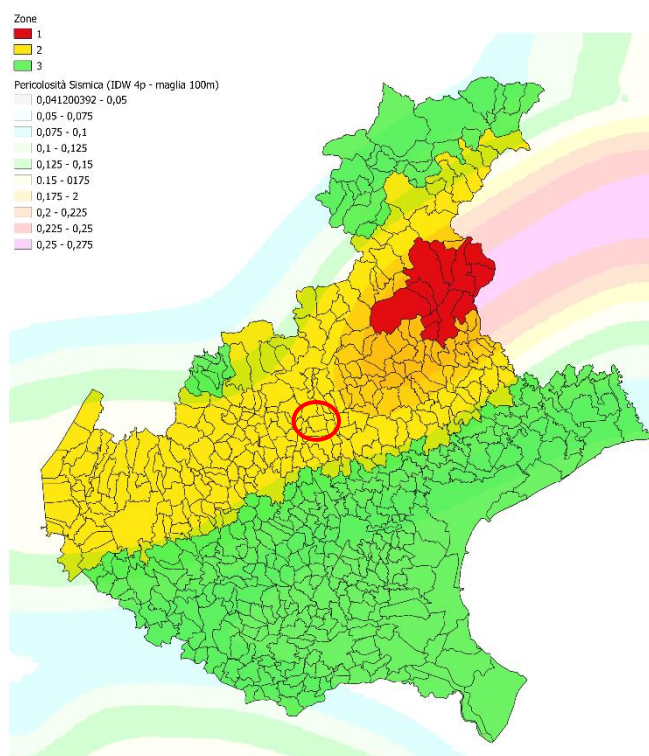 Zone
1
2
3
Pericolosità Sismica (IDW 4p - maglia 100m)
0,041200392 - 0,05
0,05 - 0,075
0,075 - 0,1
0,1 - 0,125
0,125 - 0,15
0.15 - 0175
0,175 - 2
0,2 - 0,225
0,225 - 0,25
0,25 - 0,275